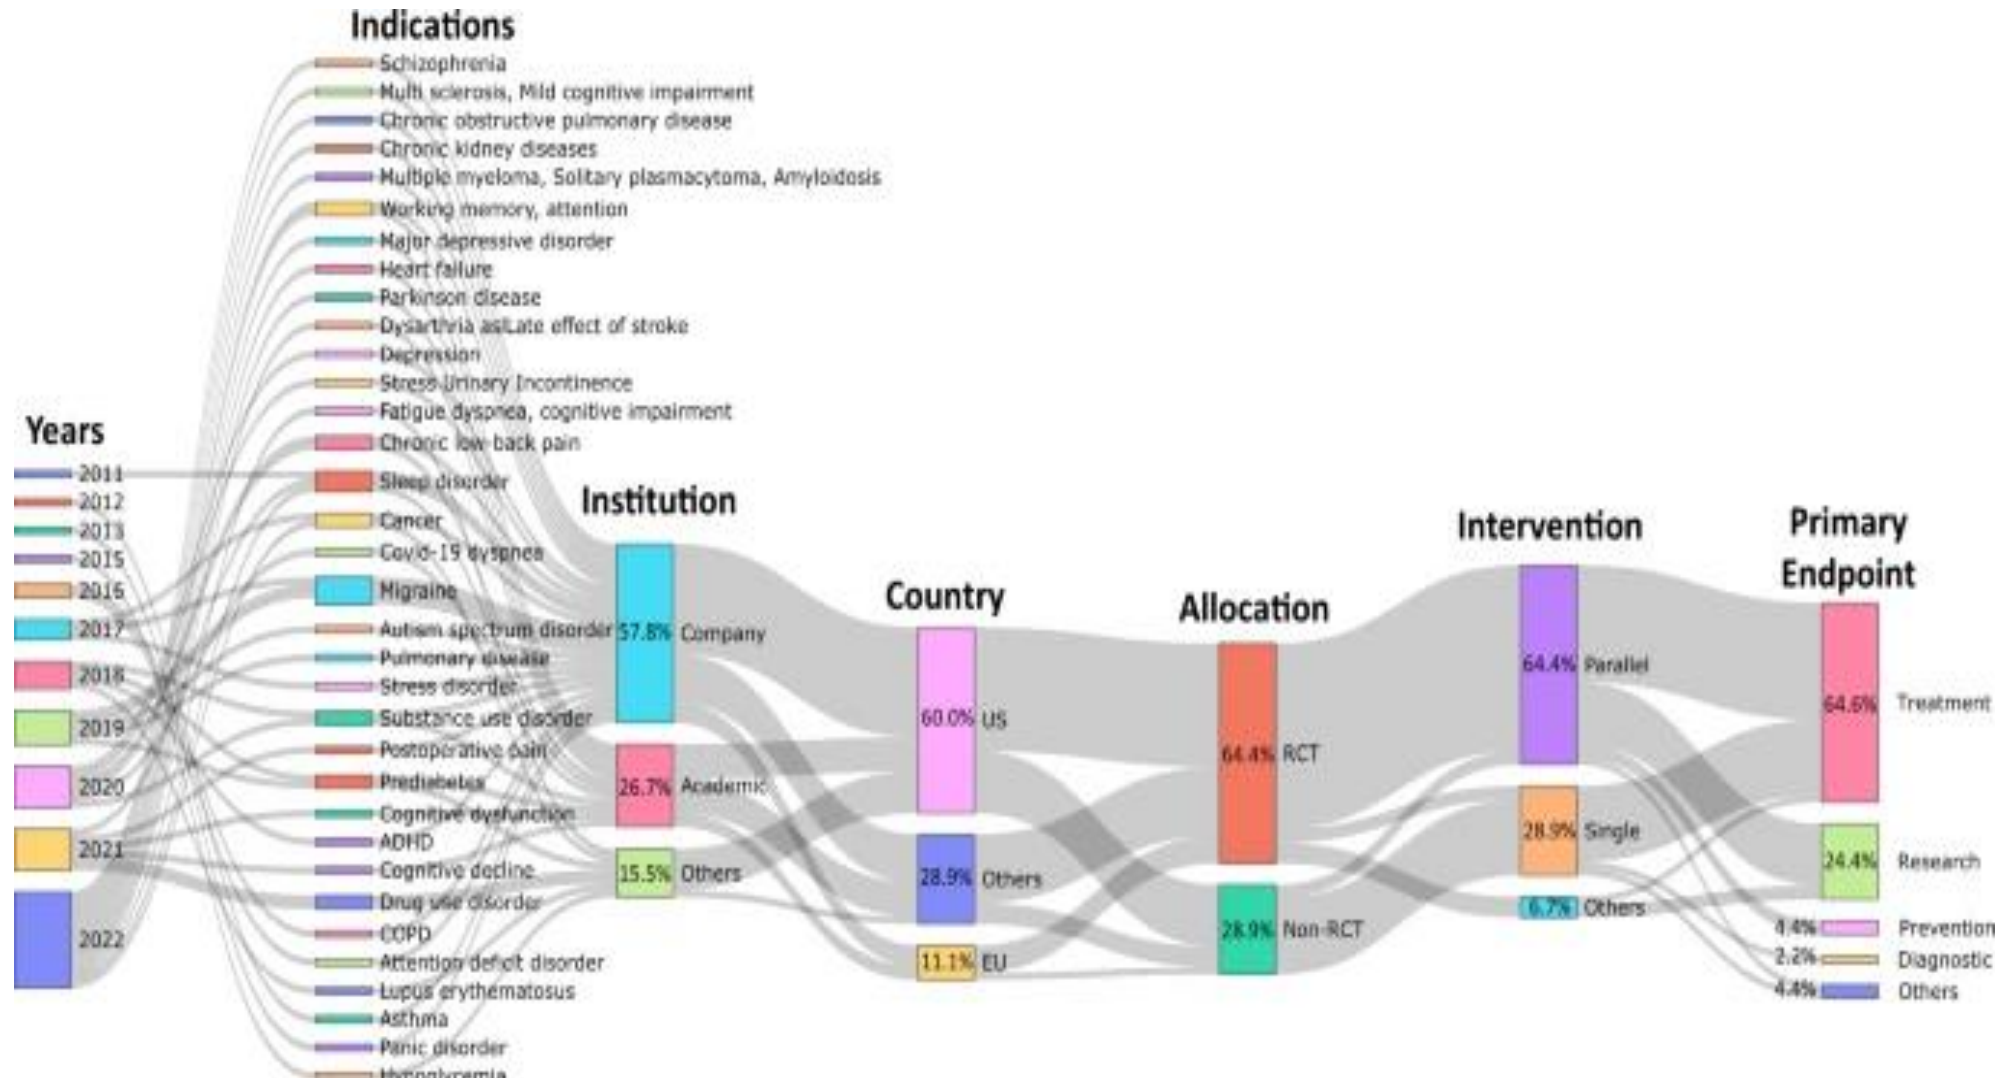 Indications
Schizophrenia
Multi sclerosis, Mild cognitive impairment
Chronic obstructive pulmonary disease
Chronic kidney diseases
Multiple myeloma, Solitary plasmacytoma, Amyloidosis
Working memory, attention
Major depressive disorder
Heart failure
Parkinson disease
Dysarthria asLate effect of stroke
Depression
Stress Urinary Incontinence
Fatigue dyspnea, cognitive impairment
Chronic low-back pain
Sleep disorder
Cancer
Covid-19 dyspnea
Migraine
Autism spectrum disorder
Pulmonary disease
Stress disorder
Substance use disorder
Postoperative pain
Prediabetes
Cognitive dysfunction
ADHD
Cognitive decline
Drug use disorder
COPD
Attention deficit disorder
Lupus erythematosus
Asthma
Panic disorder
Hypoglycemia
Years
2011
2012
2013
2015
2016
2017
2018
2019
2020
2021
2022
Institution
57.8% Company
26.7% Academic
15.5% Others
Country
60.0% US
28.9% Others
11.1% EU
Allocation
64.4% RCT
28.9% Non-RCT
Intervention
64.4% Parallel
28.9% Single
6.7% Others
Primary
Endpoint
64.6% Treatment
24.4% Research
4.4% Prevention
2.2% Diagnostic
4.4% Others